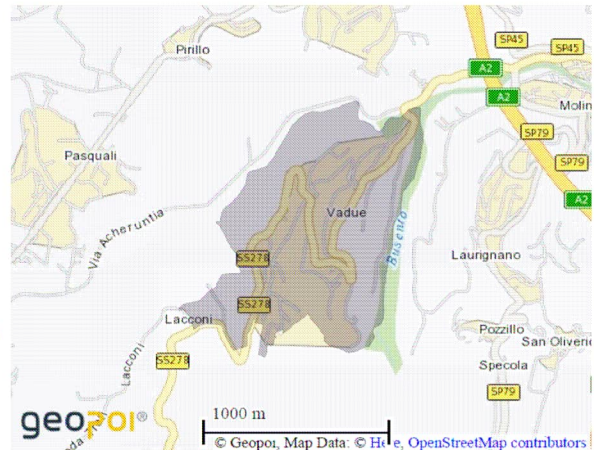 SP45
SP45
Pirillo
A2
A2
Molin
SP79
Pasquali
SP79
A2
Vadue
Via Acheruntia
Busento
Laurignano
SS278
SS278
Lacconi
Pozzillo
San Oliverio
Lacconi
SS278
Specola
SP79
geopoi®
1000 m
© Geopoi, Map Data: © Here, OpenStreetMap contributors